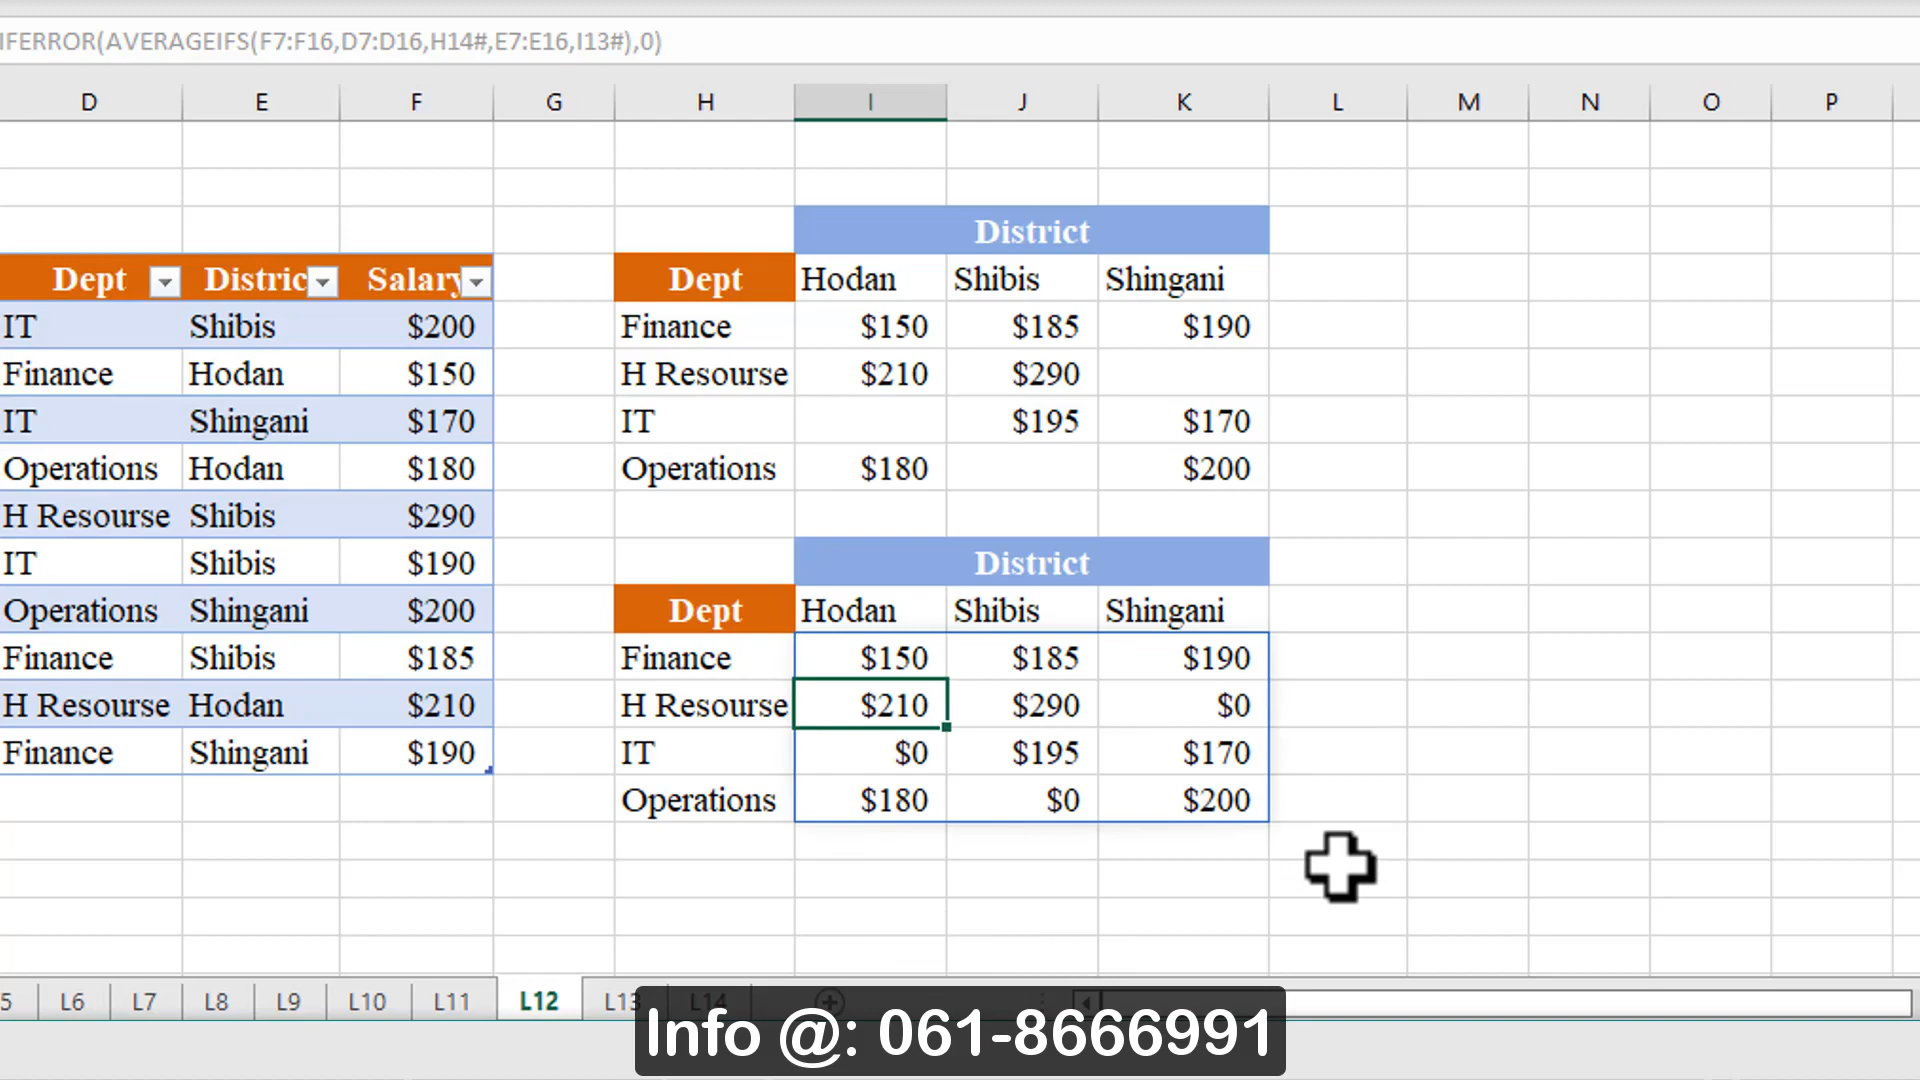 IFERROR(AVERAGEIFS(F7:F16,D7:D16,H14#,E7:E16,I13#),0)
D E F G H I J K L M N O P
District
Dept Distric Salary Dept Hodan Shibis Shingani
IT Shibis $200 Finance $150 $185 $190
Finance Hodan $150 H Resourse $210 $290
IT Shingani $170 IT $195 $170
Operations Hodan $180 Operations $180 $200
H Resourse Shibis $290
IT Shibis $190 District
Operations Shingani $200 Dept Hodan Shibis Shingani
Finance Shibis $185 Finance $150 $185 $190
H Resourse Hodan $210 H Resourse $210 $290 $0
Finance Shingani $190 IT $0 $195 $170
Operations $180 $0 $200
5 L6 L7 L8 L9 L10 L11 L12 L13 L14
Info @: 061-8666991